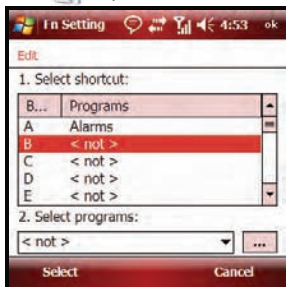 Fn Setting 4:53 ok
Edit
1. Select shortcut:
B... Programs
A Alarms
B < not >
C < not >
D < not >
E < not >
2. Select programs:
< not > ...
Select Cancel